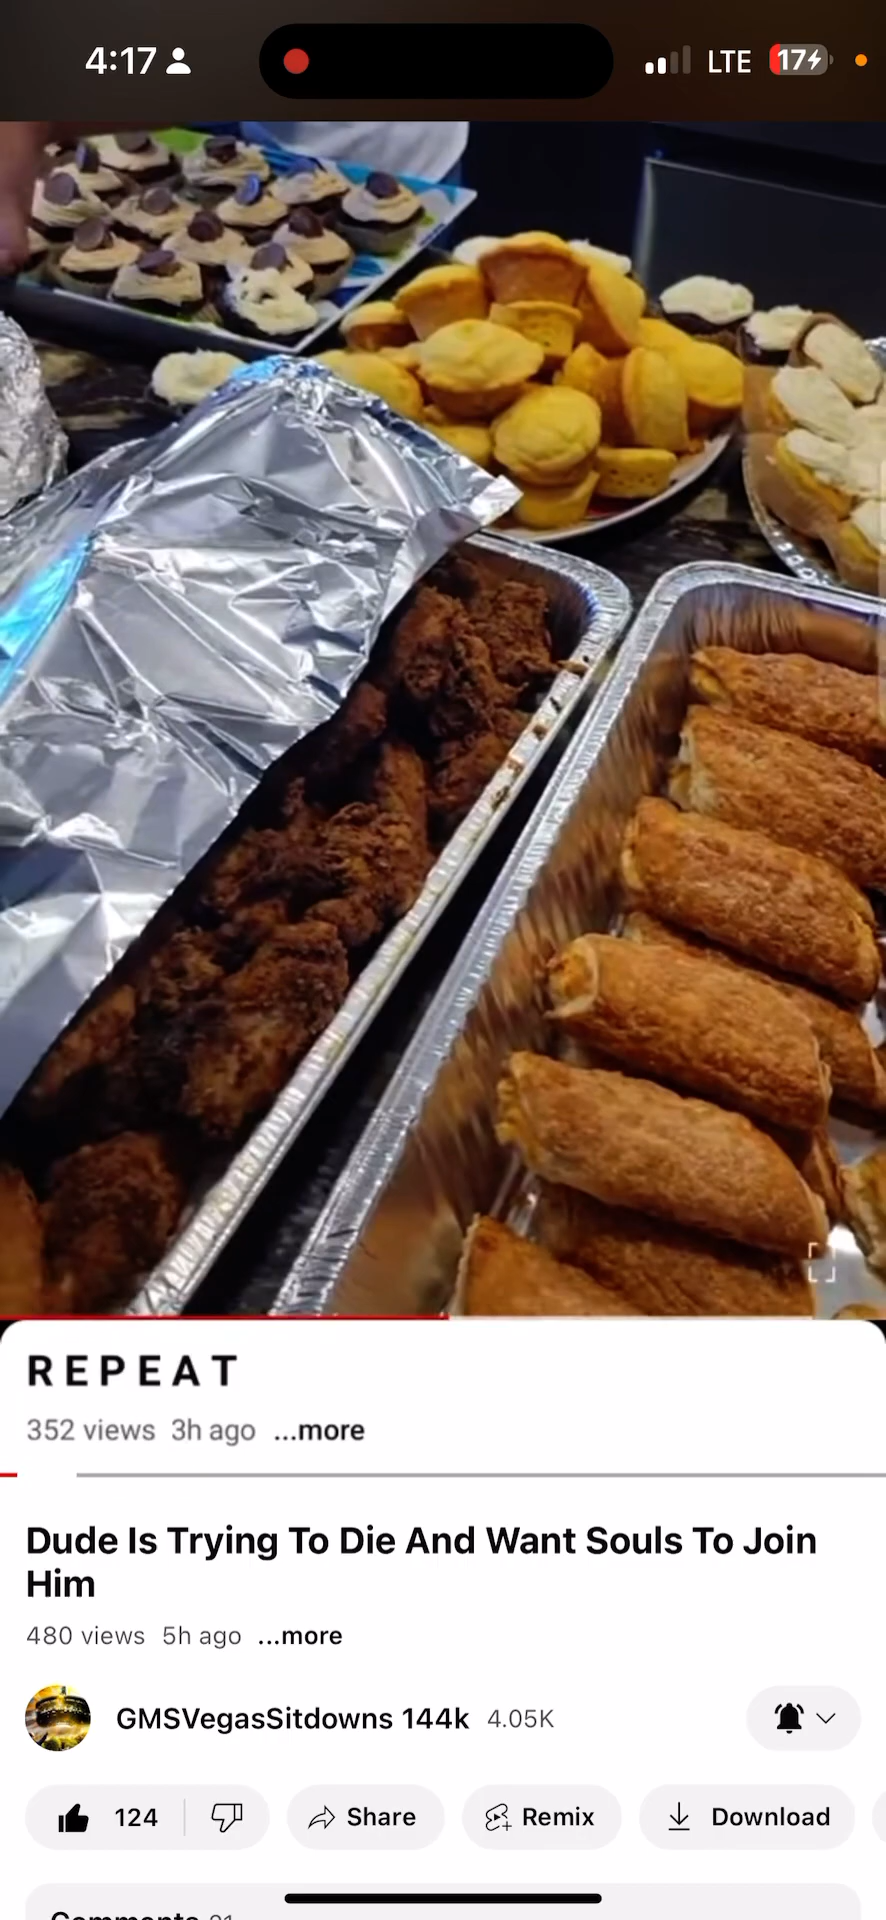 4:17
LTE
17
REPEAT
352 views 3h ago ...more
Dude Is Trying To Die And Want Souls To Join
Him
480 views 5h ago ...more
GMSVegasSitdowns 144k 4.05K
124 Share Remix Download
Comments